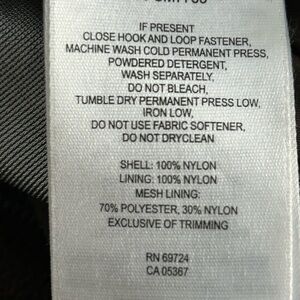 IF PRESENT
CLOSE HOOK AND LOOP FASTENER,
MACHINE WASH COLD PERMANENT PRESS,
POWDERED DETERGENT,
WASH SEPARATELY,
DO NOT BLEACH,
TUMBLE DRY PERMANENT PRESS LOW,
IRON LOW,
DO NOT USE FABRIC SOFTENER,
DO NOT DRYCLEAN
SHELL: 100% NYLON
LINING: 100% NYLON
MESH LINING:
70% POLYESTER, 30% NYLON
EXCLUSIVE OF TRIMMING
RN 69724
CA 05367